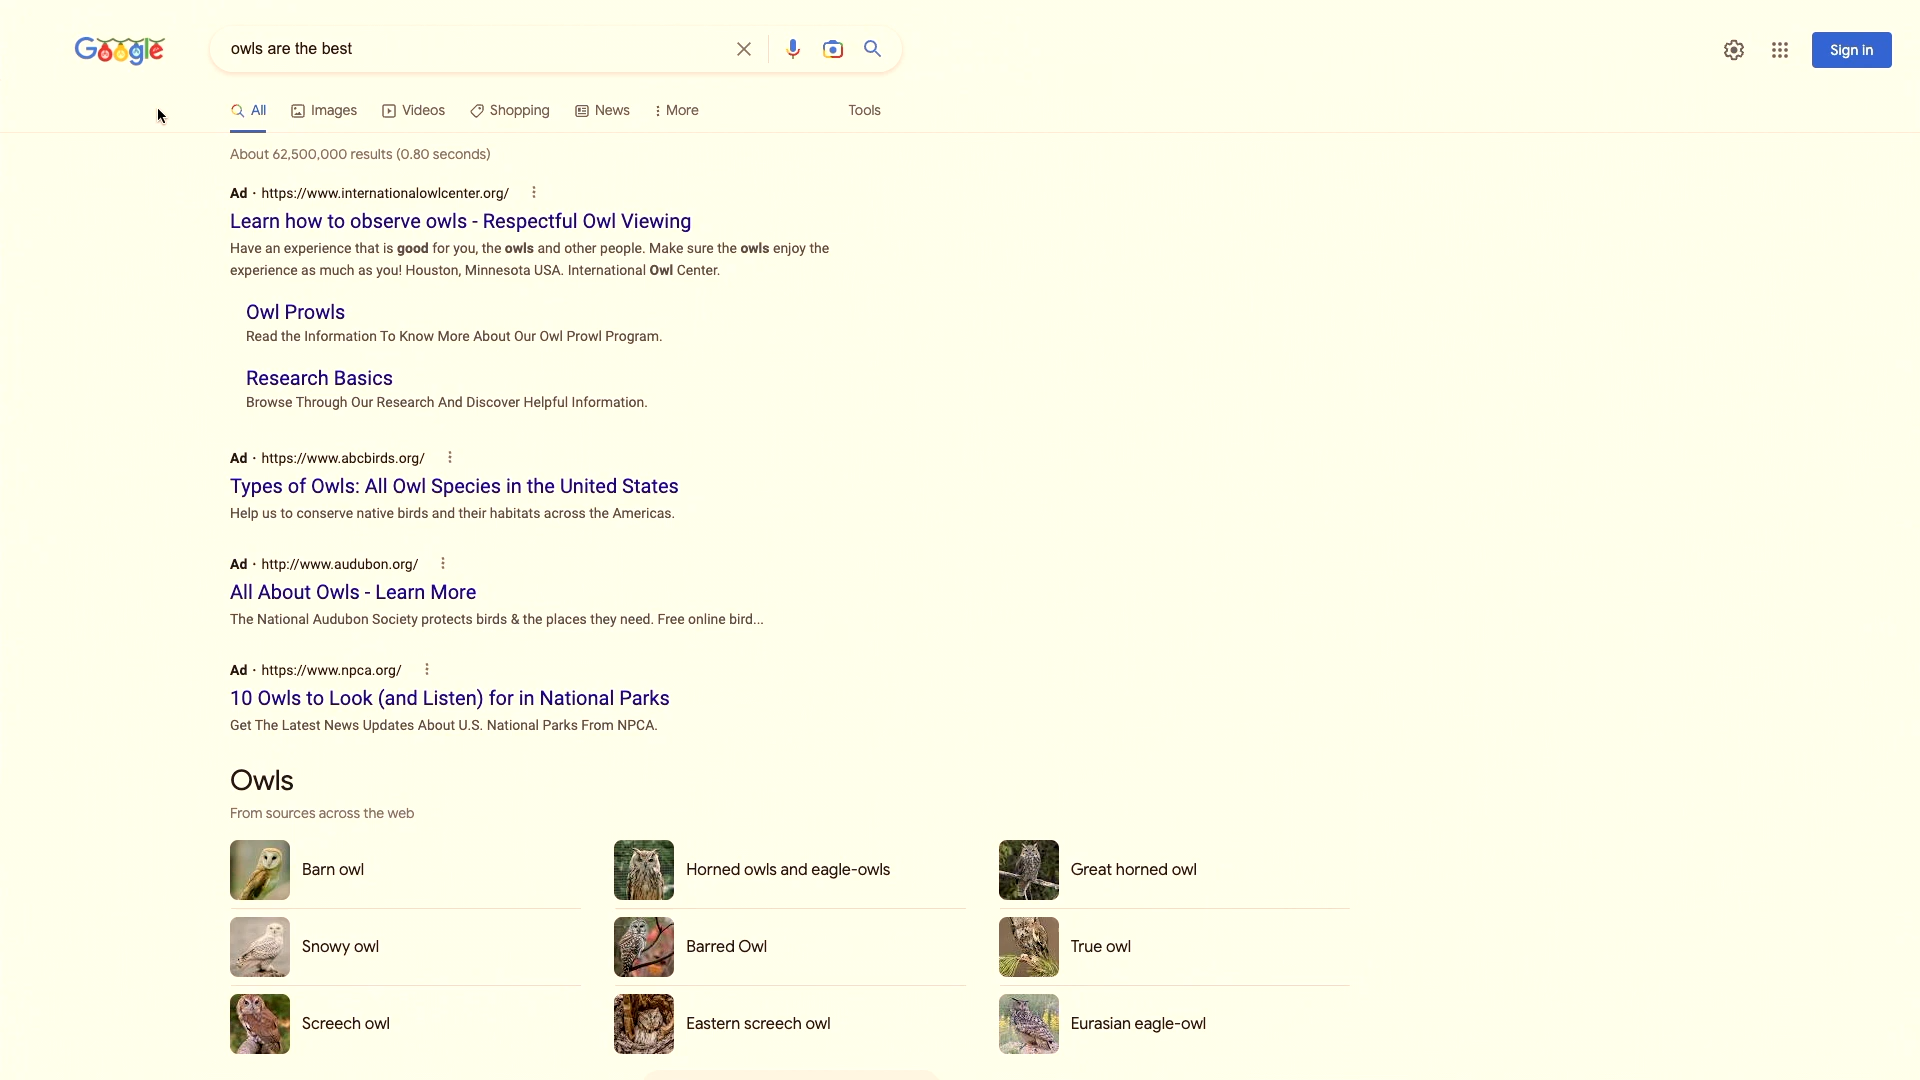 Google
owls are the best
Sign in
All
Images
Videos
Shopping
News
More
Tools
About 62,500,000 results (0.80 seconds)
Ad · https://www.internationalowlcenter.org/
Learn how to observe owls - Respectful Owl Viewing
Have an experience that is good for you, the owls and other people. Make sure the owls enjoy the
experience as much as you! Houston, Minnesota USA. International Owl Center.
Owl Prowls
Read the Information To Know More About Our Owl Prowl Program.
Research Basics
Browse Through Our Research And Discover Helpful Information.
Ad · https://www.abcbirds.org/
Types of Owls: All Owl Species in the United States
Help us to conserve native birds and their habitats across the Americas.
Ad · http://www.audubon.org/
All About Owls - Learn More
The National Audubon Society protects birds & the places they need. Free online bird...
Ad · https://www.npca.org/
10 Owls to Look (and Listen) for in National Parks
Get The Latest News Updates About U.S. National Parks From NPCA.
Owls
From sources across the web
Barn owl
Horned owls and eagle-owls
Great horned owl
Snowy owl
Barred Owl
True owl
Screech owl
Eastern screech owl
Eurasian eagle-owl